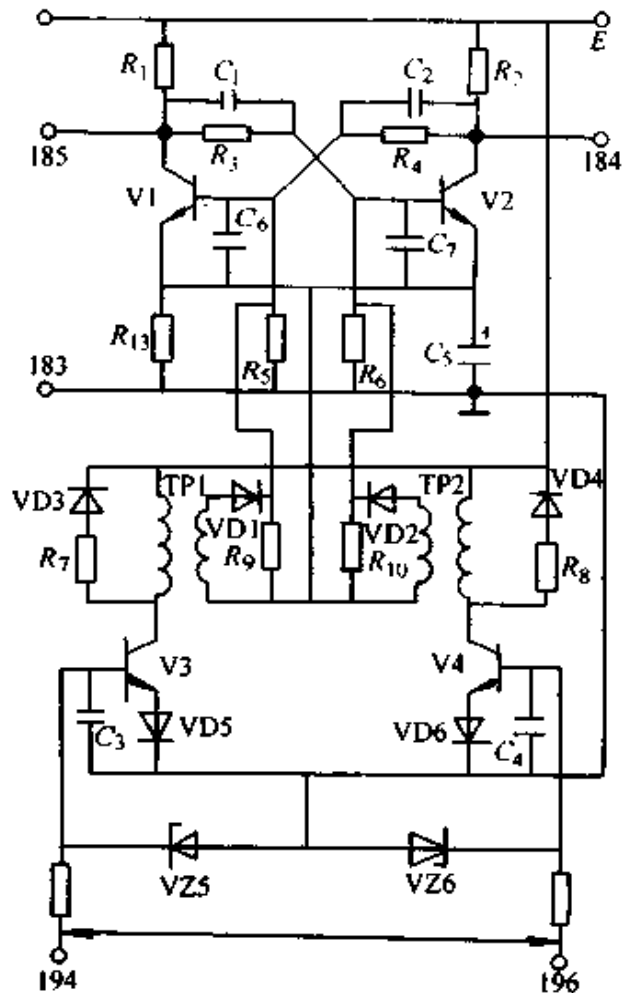 E
R1
C1
C2
R2
185
R3
R4
184
V1
C6
V2
C7
R13
R5
R6
C5
183
VD3
TP1
VD1
VD2
TP2
VD4
R7
R9
R10
R8
V3
V4
C3
VD5
VD6
C4
VZ5
VZ6
194
196